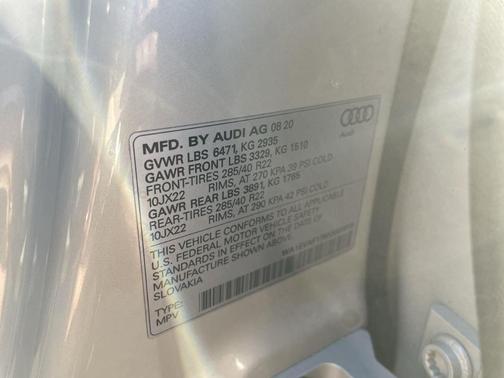 MFD. BY AUDI AG 08 20
GVWR LBS 6471, KG 2935
GAWR FRONT LBS 3329, KG 1510
FRONT-TIRES 285/40 R22
10JX22 RIMS, AT 270 KPA 39 PSI COLD
GAWR REAR LBS 3891, KG 1765
REAR-TIRES 285/40 R22
10JX22 RIMS, AT 290 KPA 42 PSI COLD
THIS VEHICLE CONFORMS TO ALL APPLICABLE
U.S. FEDERAL MOTOR VEHICLE SAFETY
STANDARDS IN EFFECT ON THE DATE OF
MANUFACTURE SHOWN ABOVE.
SLOVAKIA
TYPE:
MPV
Audi